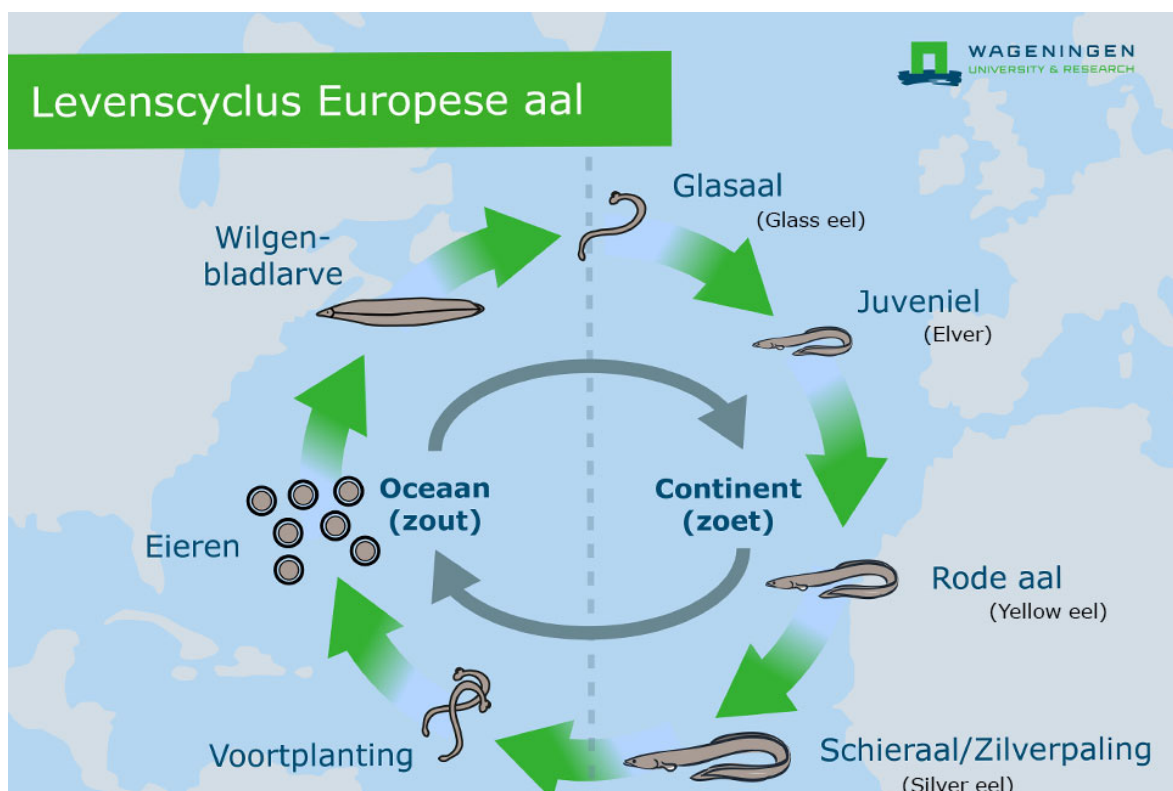 WAGENINGEN
UNIVERSITY & RESEARCH
Levenscyclus Europese aal
Glasaal
(Glass eel)
Wilgen-
bladlarve
Juveniel
(Elver)
Oceaan
(zout)
Continent
(zoet)
Eieren
Rode aal
(Yellow eel)
Voortplanting
Schieraal/Zilverpaling
(Silver eel)